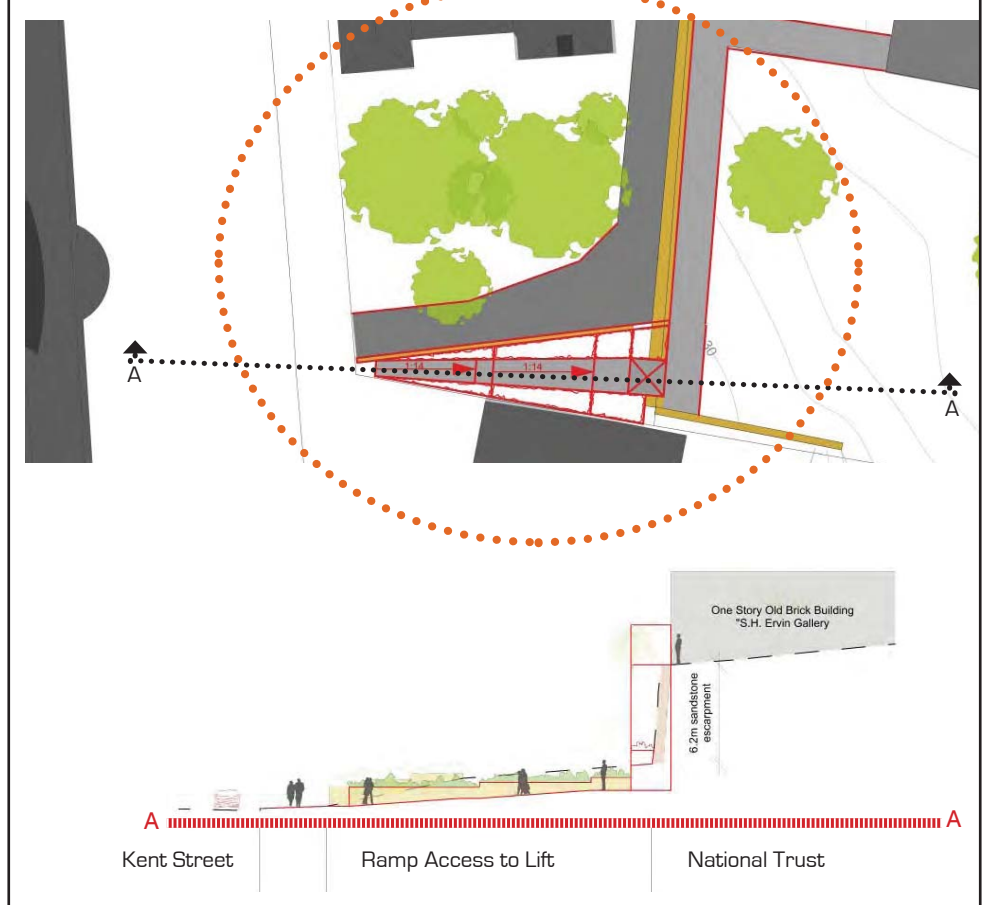 1:14
1:14
30
A
A
One Story Old Brick Building
"S.H. Ervin Gallery
6.2m sandstone
escarpment
A
A
Kent Street
Ramp Access to Lift
National Trust